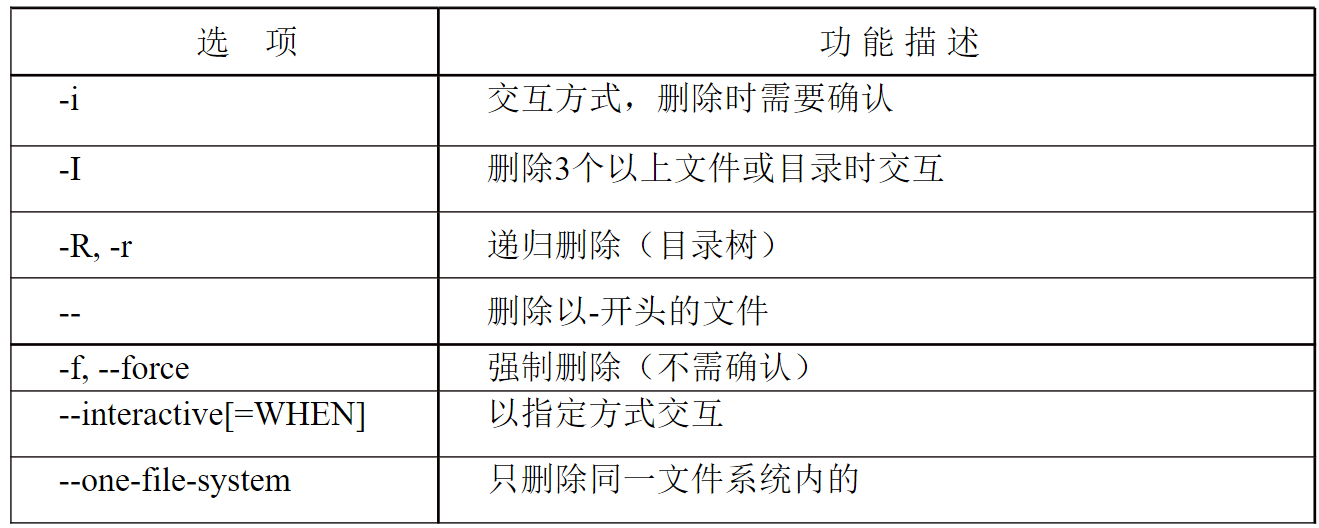 选 项 功 能 描 述
-i 交互方式，删除时需要确认
-I 删除3个以上文件或目录时交互
-R, -r 递归删除（目录树）
-- 删除以-开头的文件
-f, --force 强制删除（不需确认）
--interactive[=WHEN] 以指定方式交互
--one-file-system 只删除同一文件系统内的